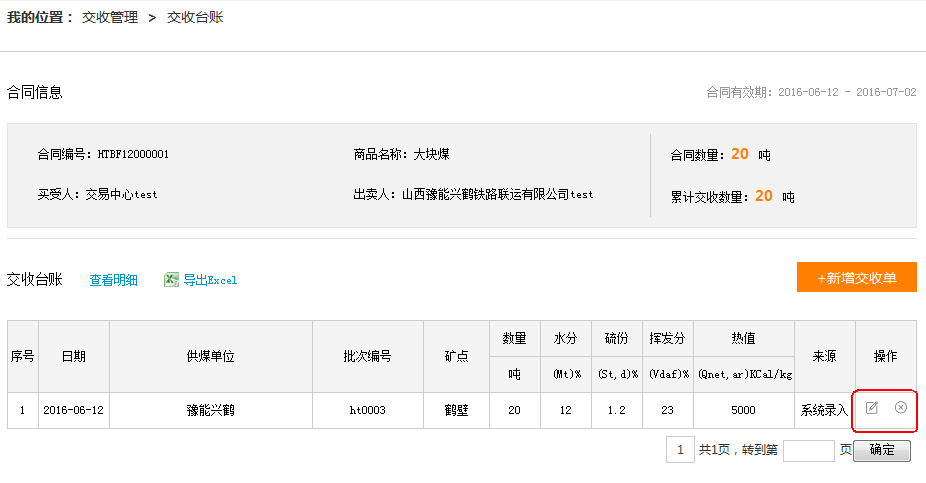 我的位置： 交收管理 > 交收台账
合同信息
合同有效期: 2016-06-12 - 2016-07-02
合同编号: HTBF12000001
商品名称: 大块煤
合同数量: 20 吨
买受人: 交易中心test
出卖人: 山西豫能兴鹤铁路联运有限公司test
累计交收数量: 20 吨
交收台账 查看明细 导出Excel
+新增交收单
序号 日期 供煤单位 批次编号 矿点 数量 水分 硫份 挥发分 热值 来源 操作
吨 (Mt)% (St,d)% (Vdaf)% (Qnet,ar)KCal/kg
1 2016-06-12 豫能兴鹤 ht0003 鹤壁 20 12 1.2 23 5000 系统录入
1 共1页，转到第 页 确定